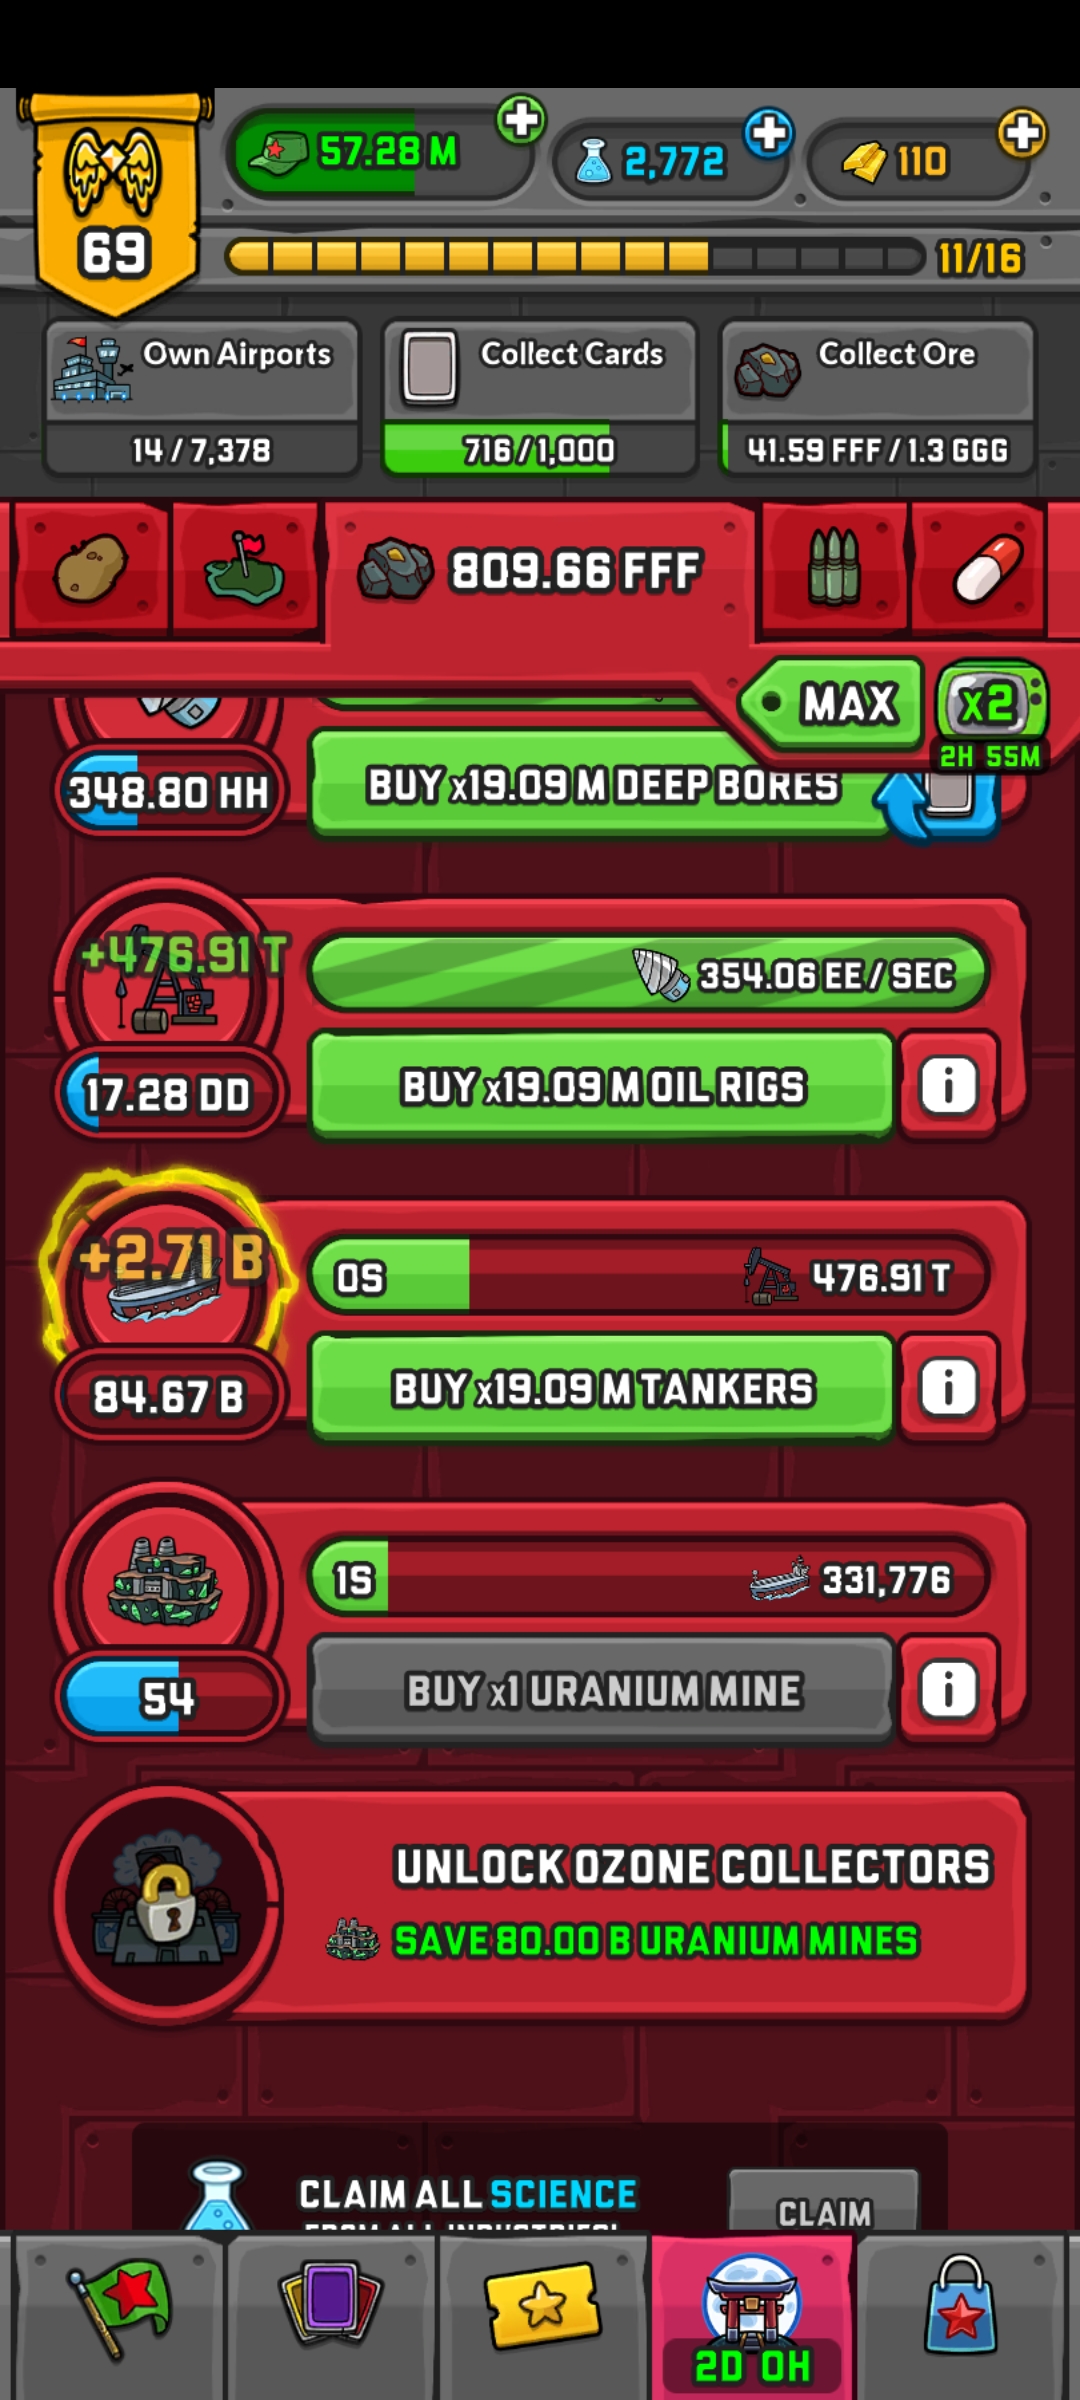 57.28 M
2,772
110
69
11/16
Own Airports
Collect Cards
Collect Ore
14 / 7,378
716 / 1,000
41.59 FFF / 1.3 GGG
809.66 FFF
MAX
x2
2H 55M
348.80 HH
BUY x19.09 M DEEP BORES
+476.91 T
354.06 EE / SEC
17.28 DD
BUY x19.09 M OIL RIGS
i
+2.71 B
0S
476.91 T
84.67 B
BUY x19.09 M TANKERS
i
1S
331,776
54
BUY x1 URANIUM MINE
i
UNLOCK OZONE COLLECTORS
SAVE 80.00 B URANIUM MINES
CLAIM ALL SCIENCE
FROM ALL INDUSTRIES!
CLAIM
2D 0H